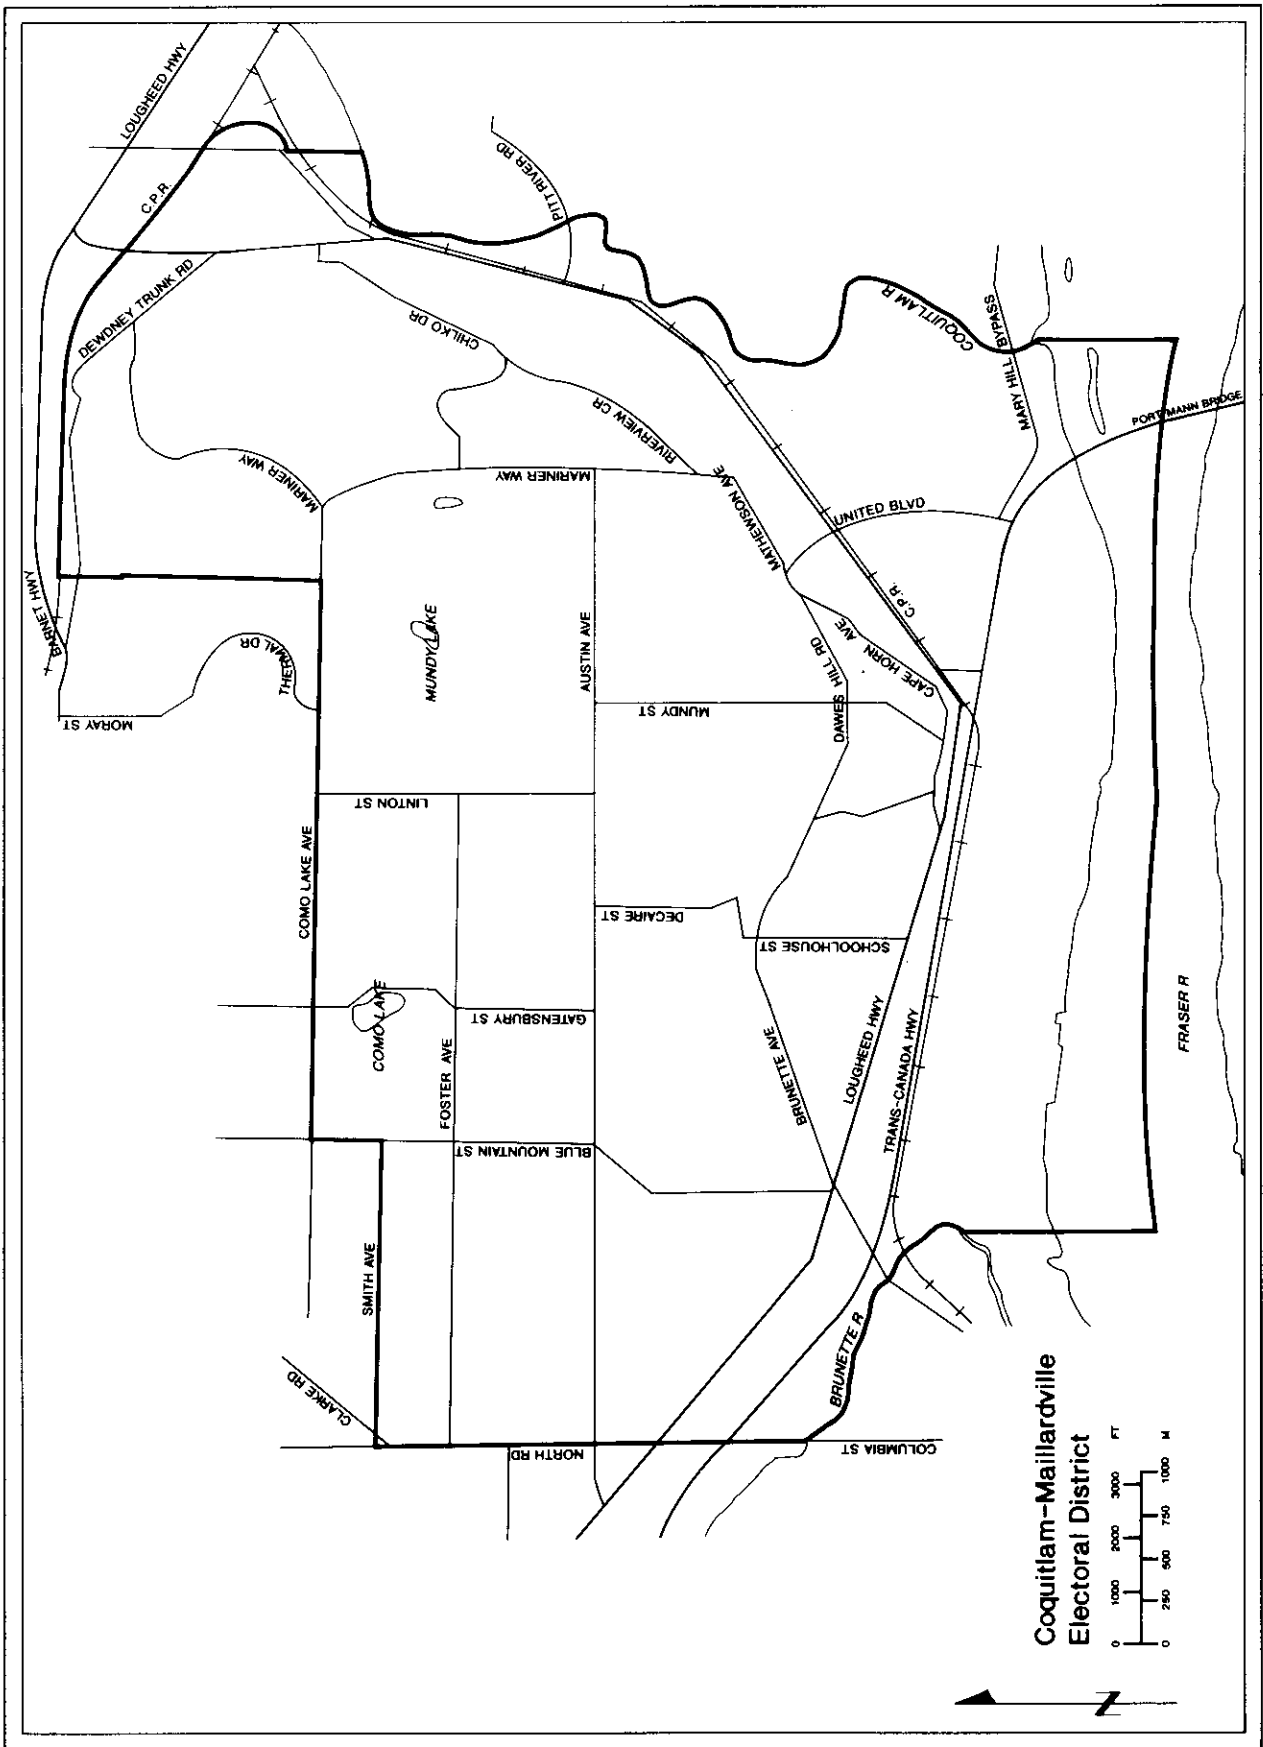 LOUGHEED HWY
C.P.R.
DEWDNEY TRUNK RD
BARNET HWY
MORAY ST
THERMAL DR
MARINER WAY
CHILKO DR
PITT RIVER RD
RIVERVIEW CR
COQUITLAM R
MARY HILL BYPASS
PORT MANN BRIDGE
MARINER WAY
MATHEWSON AVE
UNITED BLVD
C.P.R.
CAPE HORN AVE
DAWES HILL RD
MUNDY LAKE
AUSTIN AVE
MUNDY ST
LINTON ST
COMO LAKE AVE
DECAIRE ST
SCHOOLHOUSE ST
COMO LAKE
GATENSBURY ST
FOSTER AVE
BLUE MOUNTAIN ST
BRUNETTE AVE
LOUGHEED HWY
TRANS-CANADA HWY
FRASER R
SMITH AVE
CLARKE RD
NORTH RD
BRUNETTE R
COLUMBIA ST
Coquitlam-Maillardville
Electoral District
0 1000 2000 3000 FT
0 250 500 750 1000 M
N